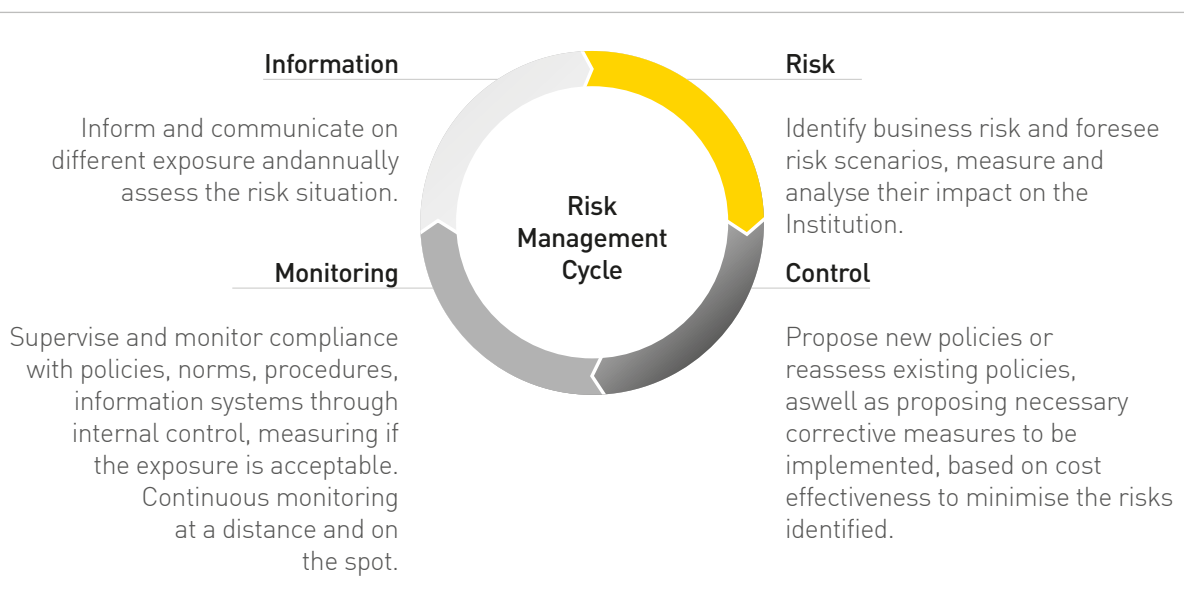 Information
Inform and communicate on
different exposure andannually
assess the risk situation.
Risk
Identify business risk and foresee
risk scenarios, measure and
analyse their impact on the
Institution.
Risk
Management
Cycle
Monitoring
Supervise and monitor compliance
with policies, norms, procedures,
information systems through
internal control, measuring if
the exposure is acceptable.
Continuous monitoring
at a distance and on
the spot.
Control
Propose new policies or
reassess existing policies,
aswell as proposing necessary
corrective measures to be
implemented, based on cost
effectiveness to minimise the risks
identified.